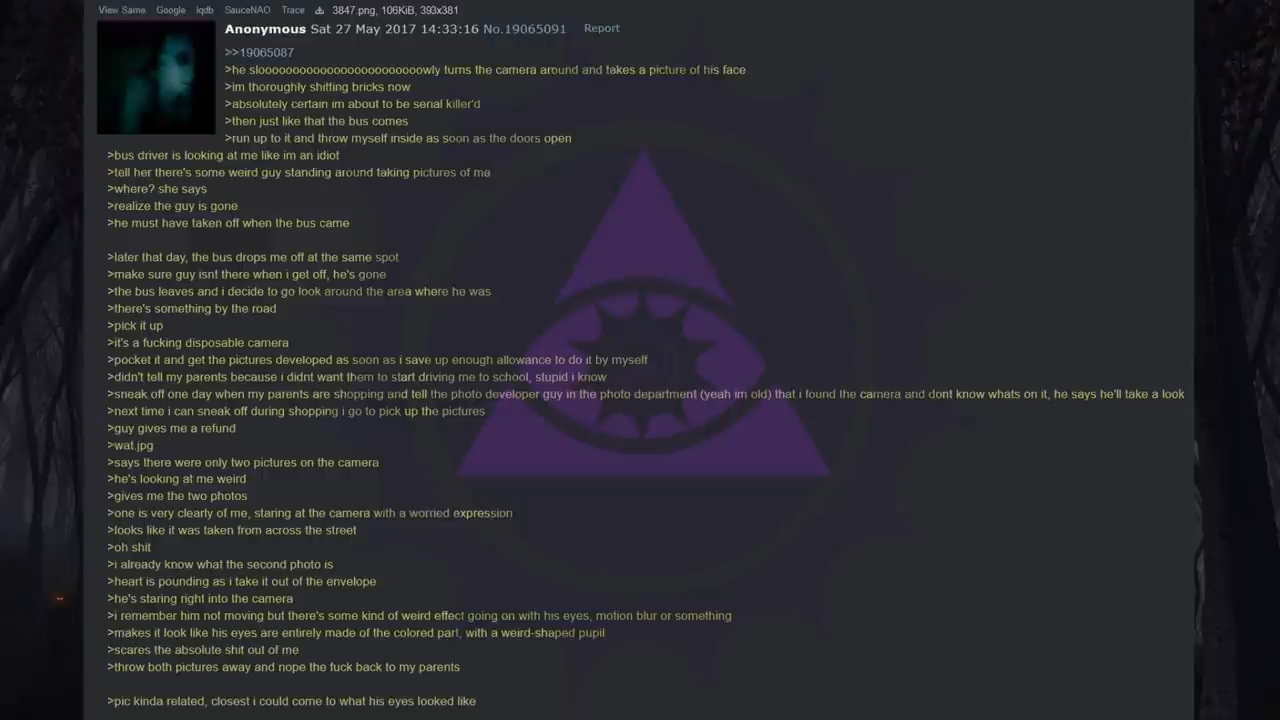 View Same Google Iqdb SauceNAO Trace 3847.png, 106KiB, 393x381
Anonymous Sat 27 May 2017 14:33:16 No.19065091 Report
>>19065087
>he slooooooooooooooooooooooowly turns the camera around and takes a picture of his face
>im thoroughly shitting bricks now
>absolutely certain im about to be serial killer'd
>then just like that the bus comes
>run up to it and throw myself inside as soon as the doors open
>bus driver is looking at me like im an idiot
>tell her there's some weird guy standing around taking pictures of me
>where? she says
>realize the guy is gone
>he must have taken off when the bus came
>later that day, the bus drops me off at the same spot
>make sure guy isnt there when i get off, he's gone
>the bus leaves and i decide to go look around the area where he was
>there's something by the road
>pick it up
>it's a fucking disposable camera
>pocket it and get the pictures developed as soon as i save up enough allowance to do it by myself
>didn't tell my parents because i didnt want them to start driving me to school, stupid i know
>sneak off one day when my parents are shopping and tell the photo developer guy in the photo department (yeah im old) that i found the camera and dont know whats on it, he says he'll take a look
>next time i can sneak off during shopping i go to pick up the pictures
>guy gives me a refund
>wat.jpg
>says there were only two pictures on the camera
>he's looking at me weird
>gives me the two photos
>one is very clearly of me, staring at the camera with a worried expression
>looks like it was taken from across the street
>oh shit
>i already know what the second photo is
>heart is pounding as i take it out of the envelope
>he's staring right into the camera
>i remember him not moving but there's some kind of weird effect going on with his eyes, motion blur or something
>makes it look like his eyes are entirely made of the colored part, with a weird-shaped pupil
>scares the absolute shit out of me
>throw both pictures away and nope the fuck back to my parents
>pic kinda related, closest i could come to what his eyes looked like